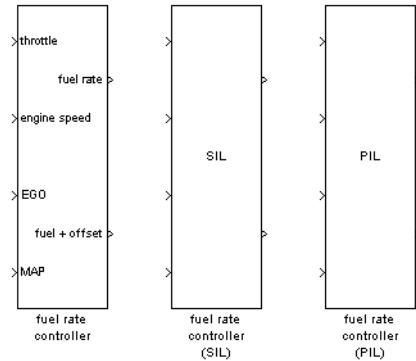 throttle
fuel rate
engine speed
EGO
fuel + offset
MAP
fuel rate
controller
SIL
fuel rate
controller
(SIL)
PIL
fuel rate
controller
(PIL)